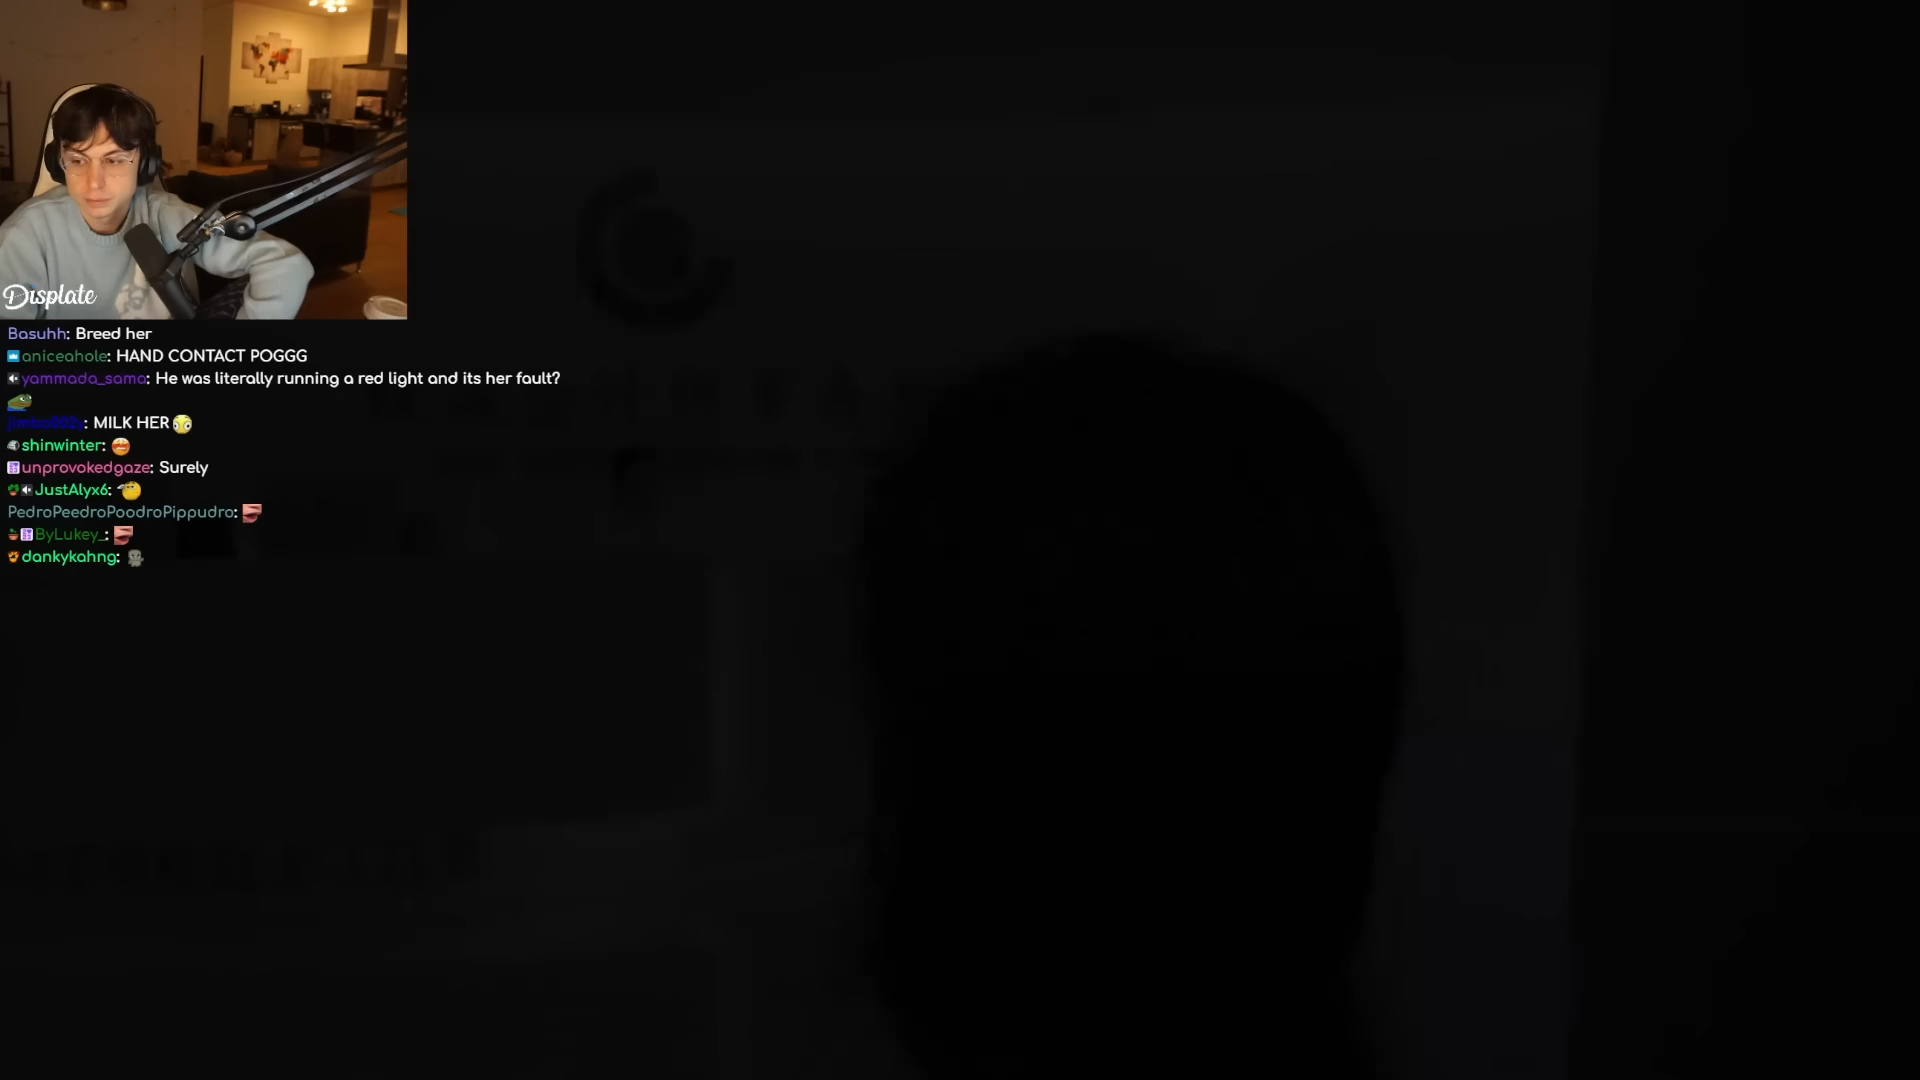 Displate
Basuhh: Breed her
aniceahole: HAND CONTACT POGGG
yammada_sama: He was literally running a red light and its her fault?
jimbo002y: MILK HER
shinwinter:
unprovokedgaze: Surely
JustAlyx6:
PedroPeedroPoodroPippudro:
ByLukey_:
dankykahng: